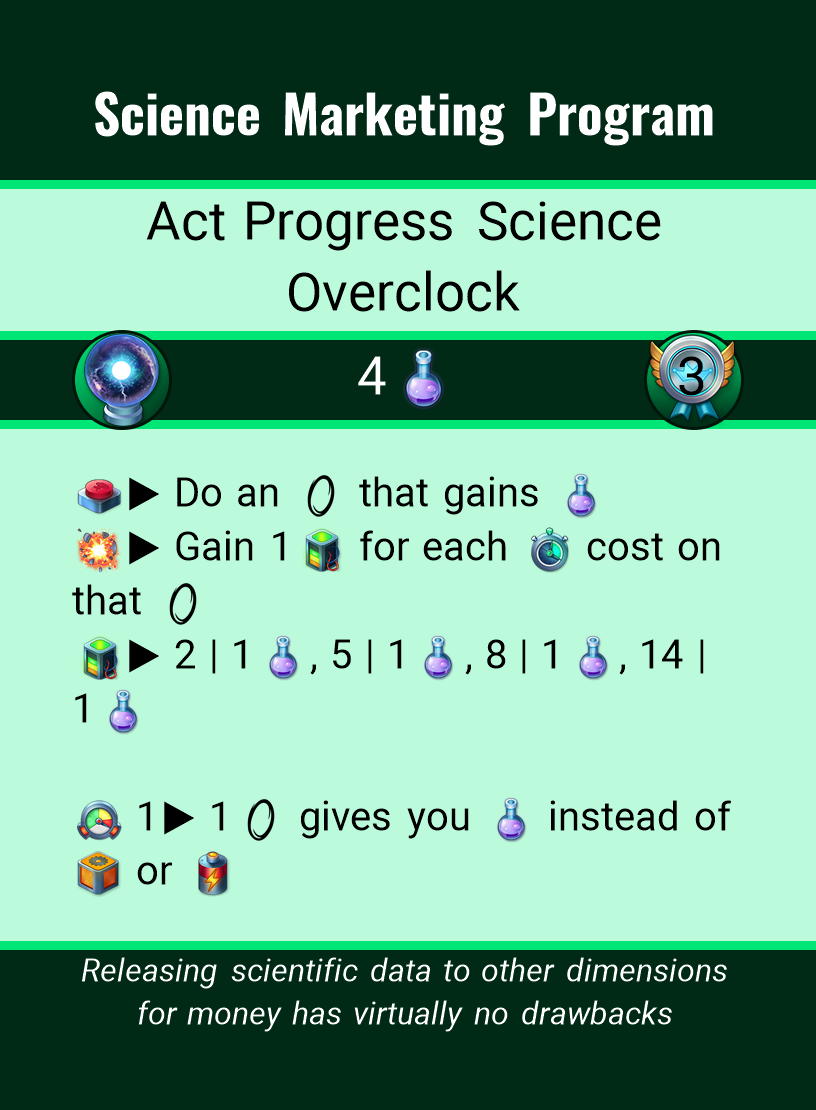 Science Marketing Program
Act Progress Science
Overclock
4
3
Do an that gains
Gain 1 for each cost on
that
2 | 1 , 5 | 1 , 8 | 1 , 14 |
1
1 1 gives you instead of
or
Releasing scientific data to other dimensions
for money has virtually no drawbacks